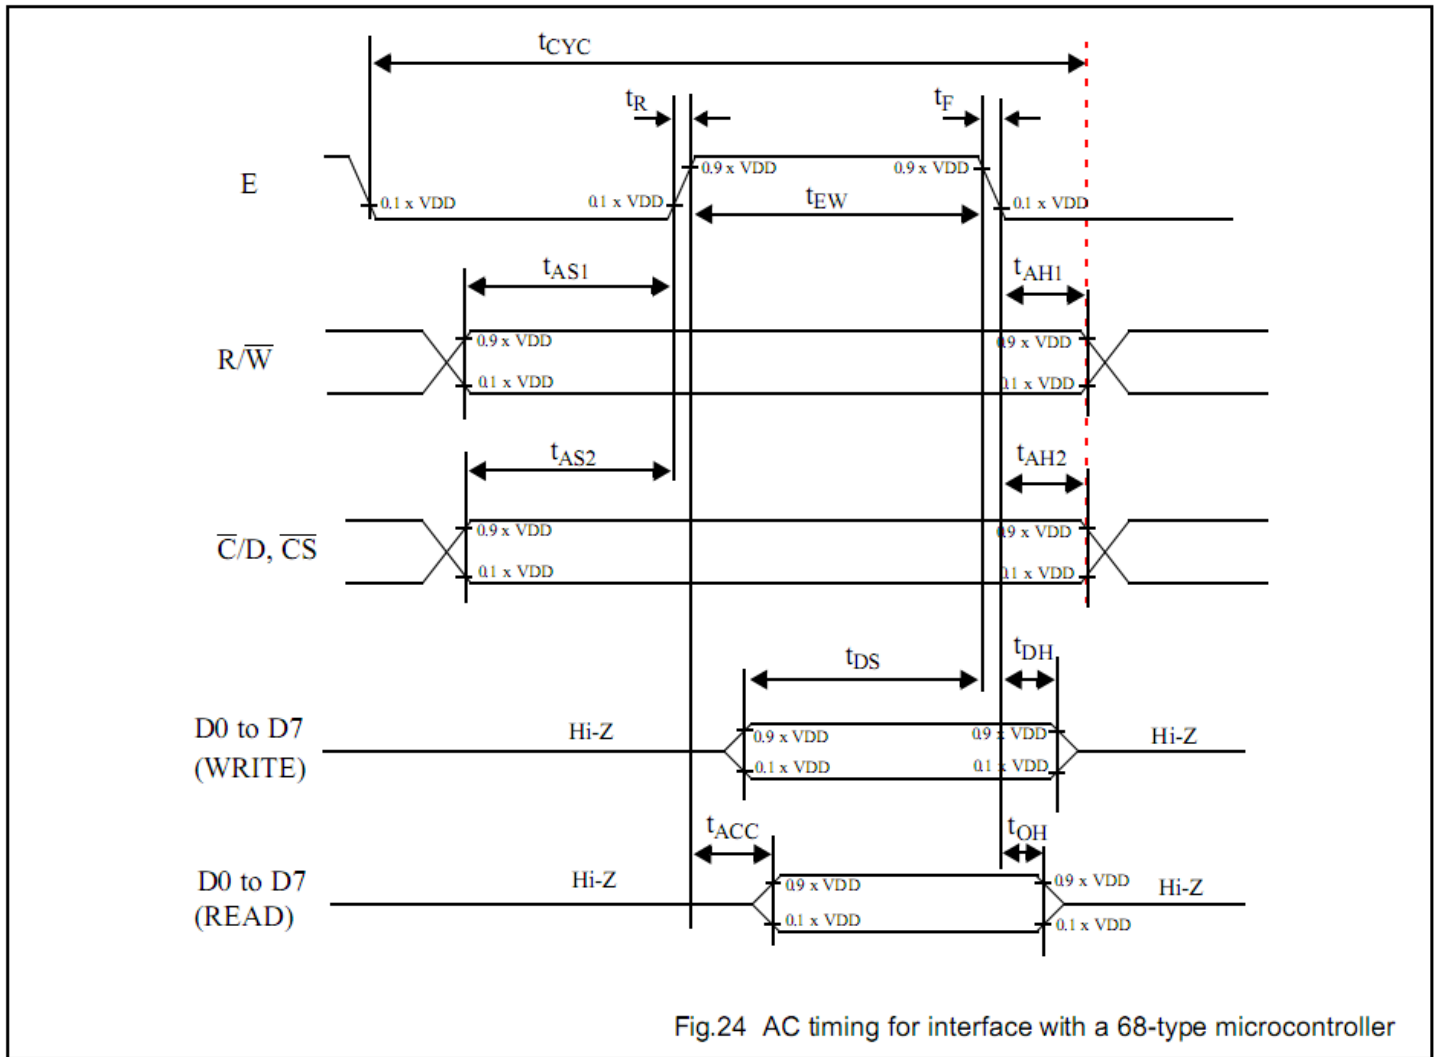 tCYC
tR tF
E
0.9 x VDD 0.9 x VDD
0.1 x VDD 0.1 x VDD 0.1 x VDD
tEW
tAS1 tAH1
R/W̅
0.9 x VDD 0.9 x VDD
0.1 x VDD 0.1 x VDD
tAS2 tAH2
C̅/D, C̅S̅
0.9 x VDD 0.9 x VDD
0.1 x VDD 0.1 x VDD
tDS tDH
D0 to D7 Hi-Z Hi-Z
(WRITE)
0.9 x VDD 0.9 x VDD
0.1 x VDD 0.1 x VDD
tACC tOH
D0 to D7 Hi-Z Hi-Z
(READ)
0.9 x VDD 0.9 x VDD
0.1 x VDD 0.1 x VDD
Fig.24 AC timing for interface with a 68-type microcontroller